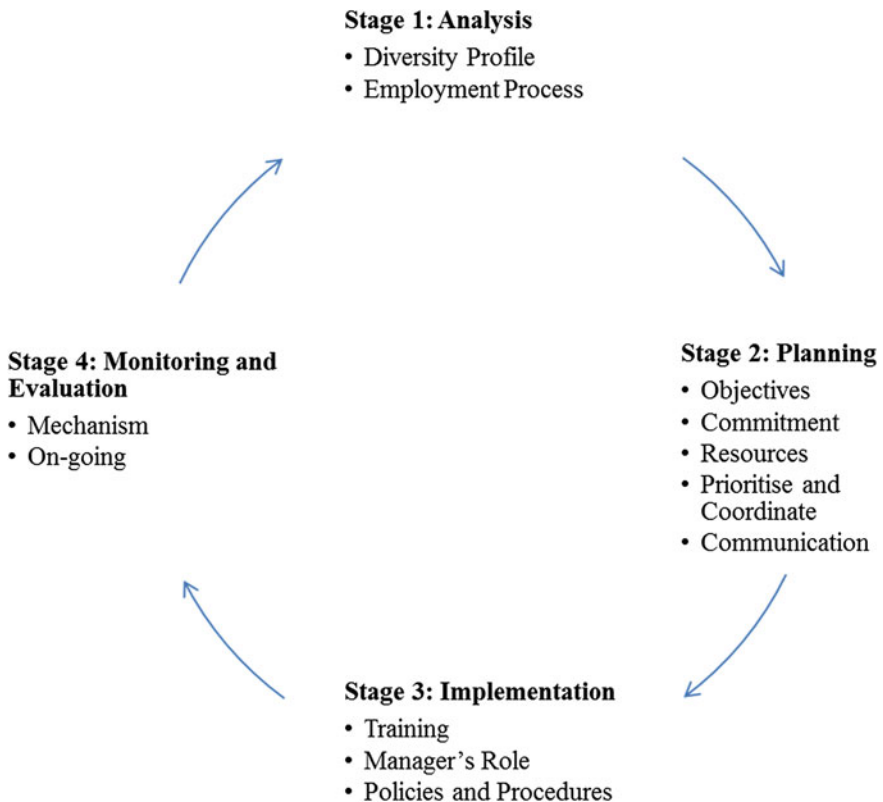 Stage 1: Analysis
• Diversity Profile
• Employment Process
Stage 2: Planning
• Objectives
• Commitment
• Resources
• Prioritise and
Coordinate
• Communication
Stage 3: Implementation
• Training
• Manager’s Role
• Policies and Procedures
Stage 4: Monitoring and
Evaluation
• Mechanism
• On-going